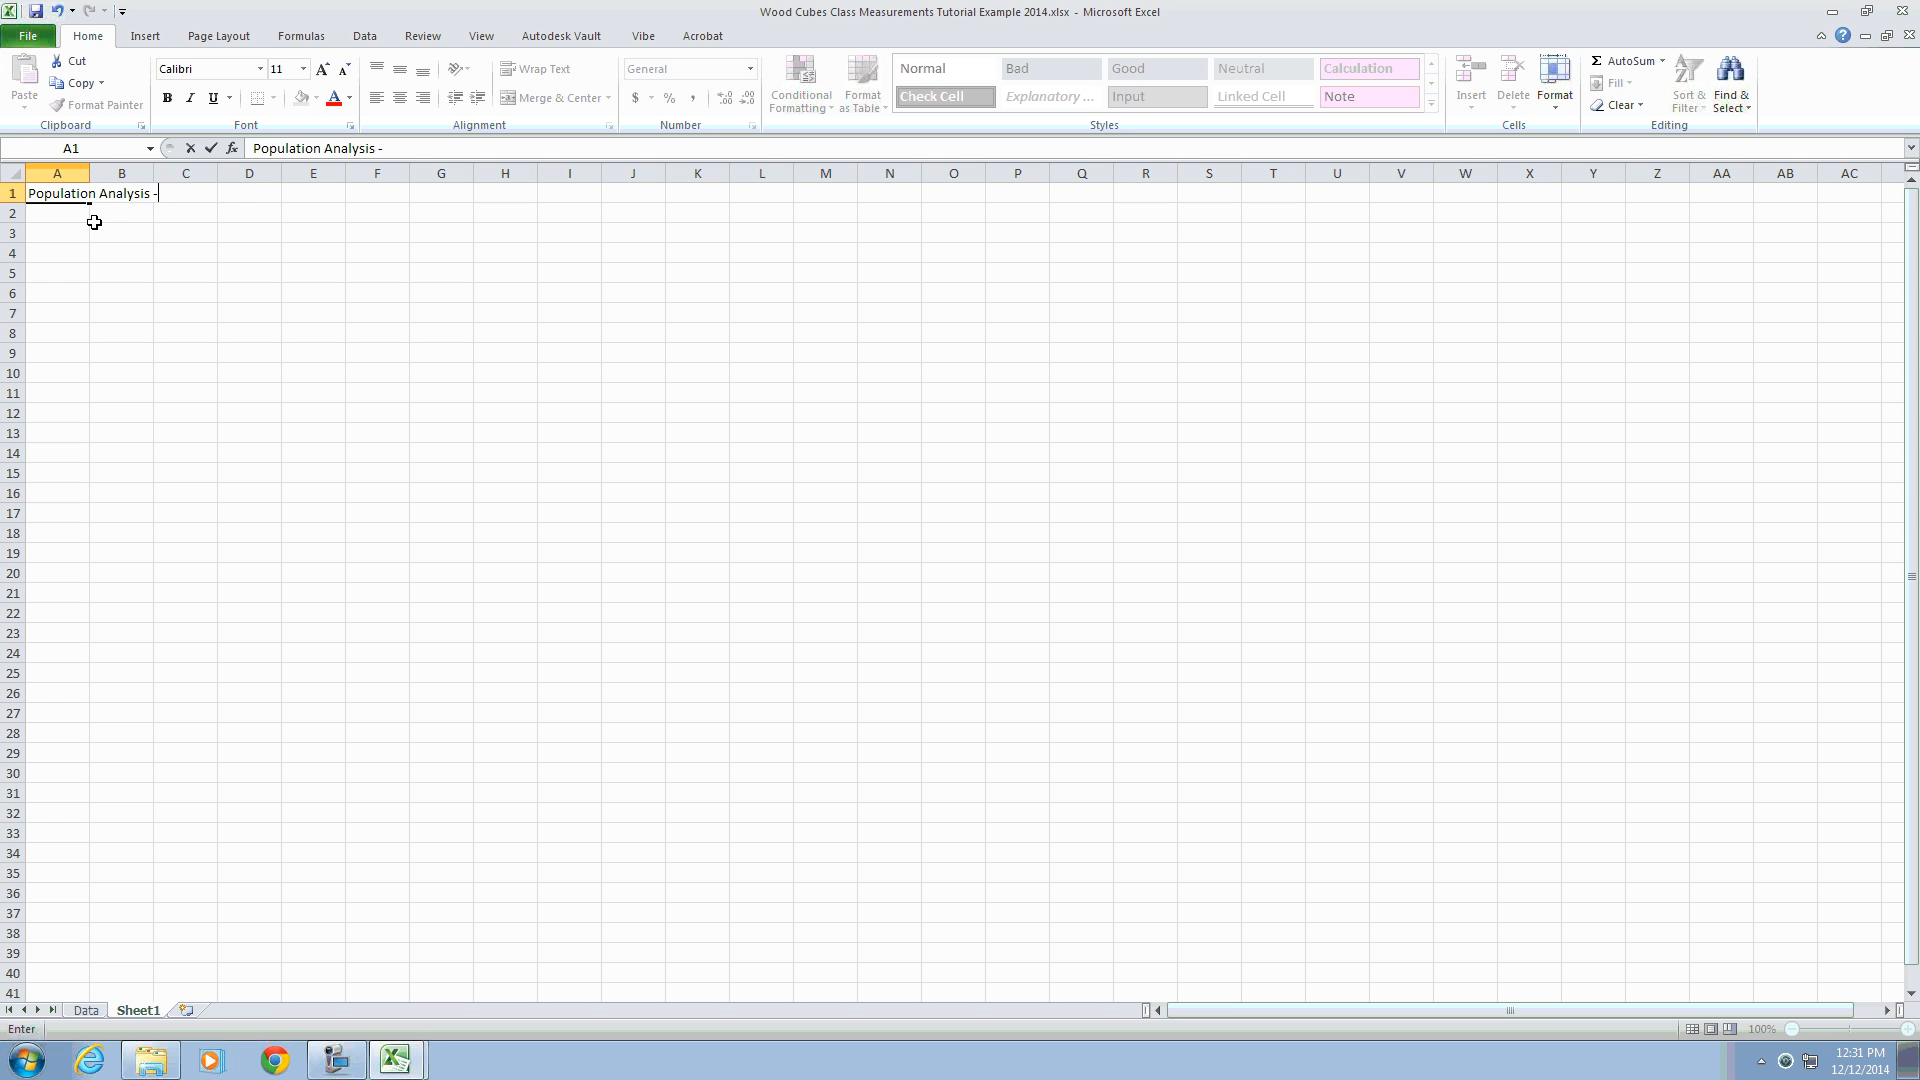 Wood Cubes Class Measurements Tutorial Example 2014.xlsx - Microsoft Excel
File Home Insert Page Layout Formulas Data Review View Autodesk Vault Vibe Acrobat
Paste
Cut
Copy
Format Painter
Clipboard
Calibri 11
B I U
Font
Wrap Text
Merge & Center
Alignment
General
$ % ,
Number
Conditional Formatting
Format as Table
Normal Bad Good Neutral Calculation
Check Cell Explanatory ... Input Linked Cell Note
Styles
Insert Delete Format
Cells
Σ AutoSum
Fill
Clear
Sort & Filter
Find & Select
Editing
A1 fx Population Analysis -
A B C D E F G H I J K L M N O P Q R S T U V W X Y Z AA AB AC
1 Population Analysis -
2
3
4
5
6
7
8
9
10
11
12
13
14
15
16
17
18
19
20
21
22
23
24
25
26
27
28
29
30
31
32
33
34
35
36
37
38
39
40
41
Data Sheet1
Enter 100%
12:31 PM
12/12/2014